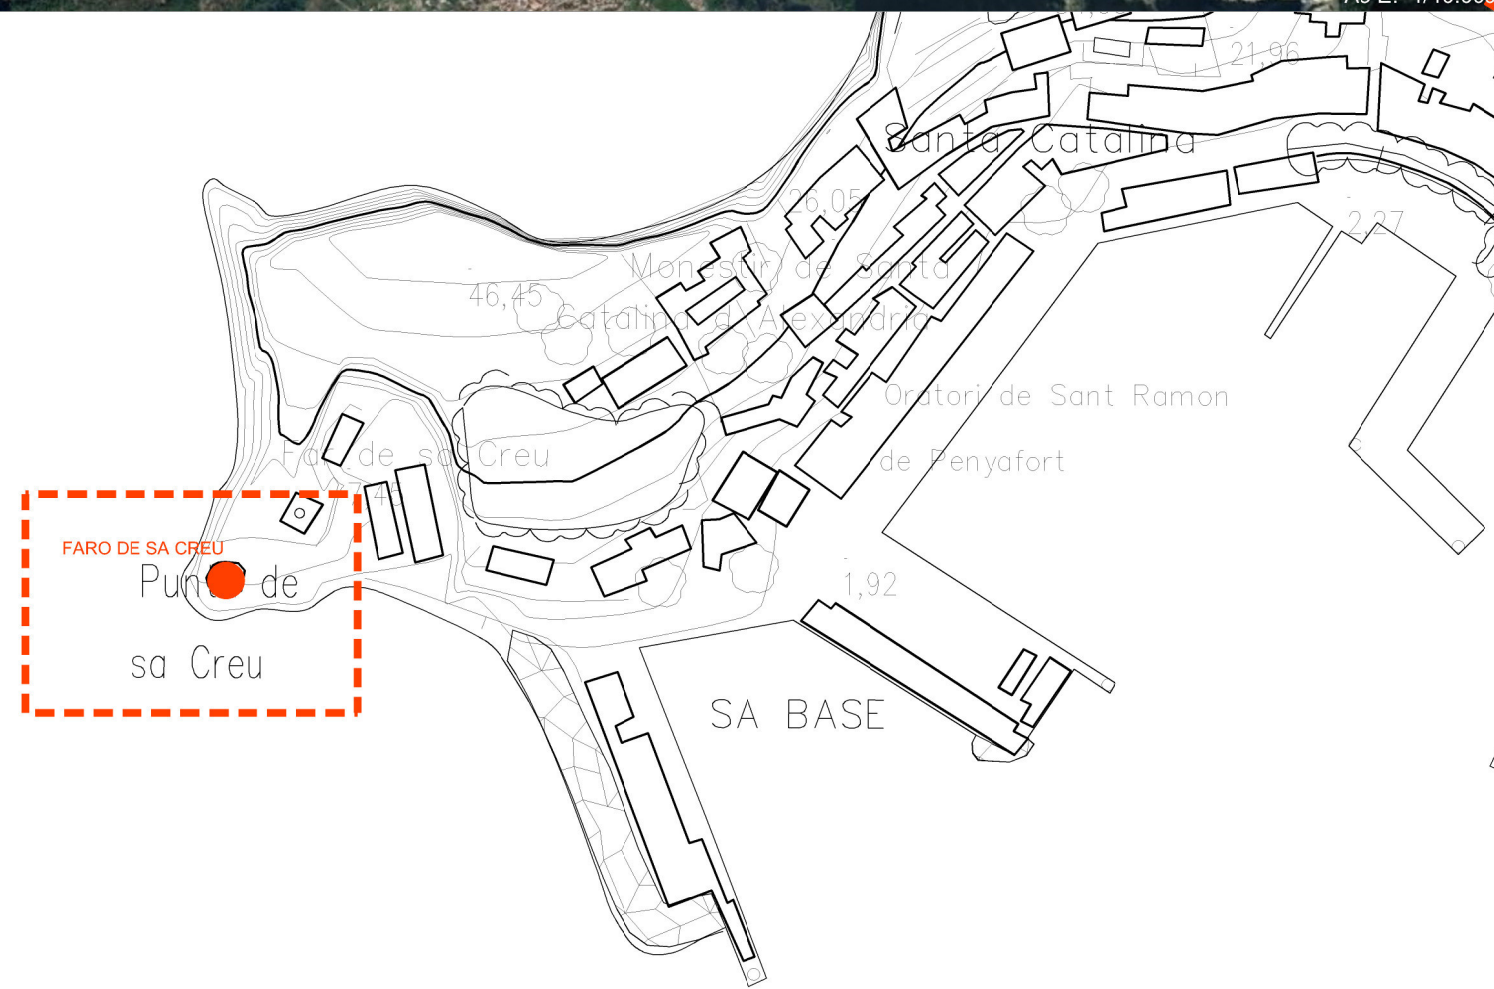 21,96
Santa Catalina
26,05
2,27
Monestir de Santa
46,45
Catalina d'Alexandria
Oratori de Sant Ramon
Far de sa Creu
de Penyafort
FARO DE SA CREU
Punta de
1,92
sa Creu
SA BASE